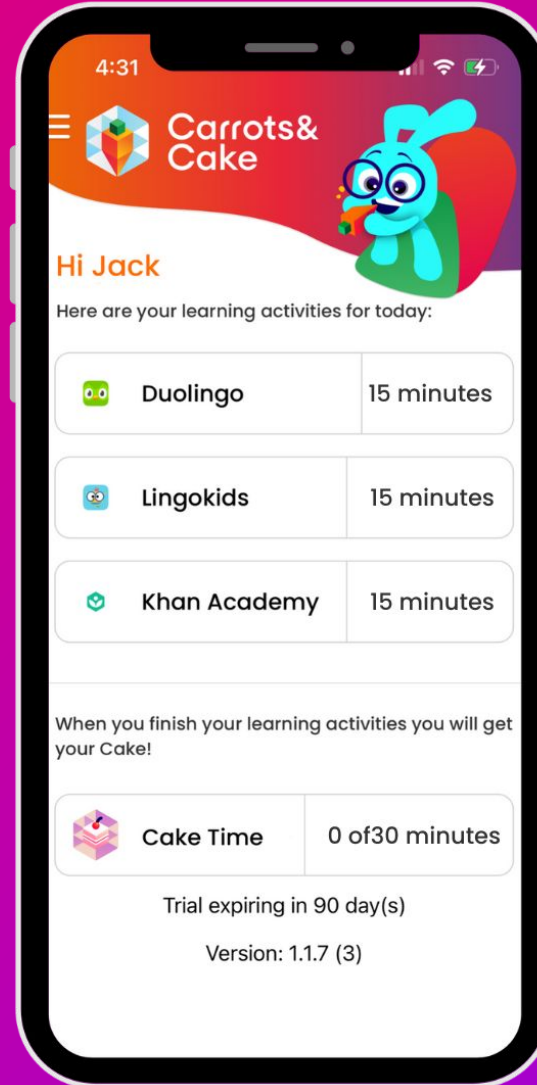 4:31
Carrots&
Cake
Hi Jack
Here are your learning activities for today:
Duolingo 15 minutes
Lingokids 15 minutes
Khan Academy 15 minutes
When you finish your learning activities you will get
your Cake!
Cake Time 0 of30 minutes
Trial expiring in 90 day(s)
Version: 1.1.7 (3)